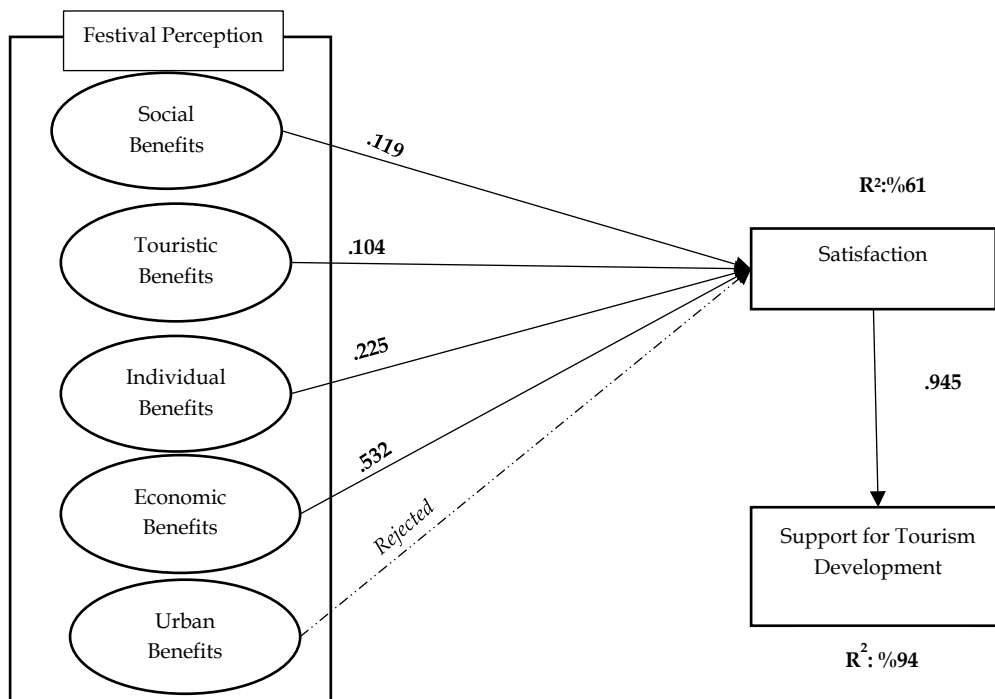 Festival Perception
Social
Benefits
.119
R²:%61
Touristic
Benefits
.104
Satisfaction
Individual
Benefits
.225
.945
Economic
Benefits
.532
Rejected
Support for Tourism
Development
Urban
Benefits
R²: %94